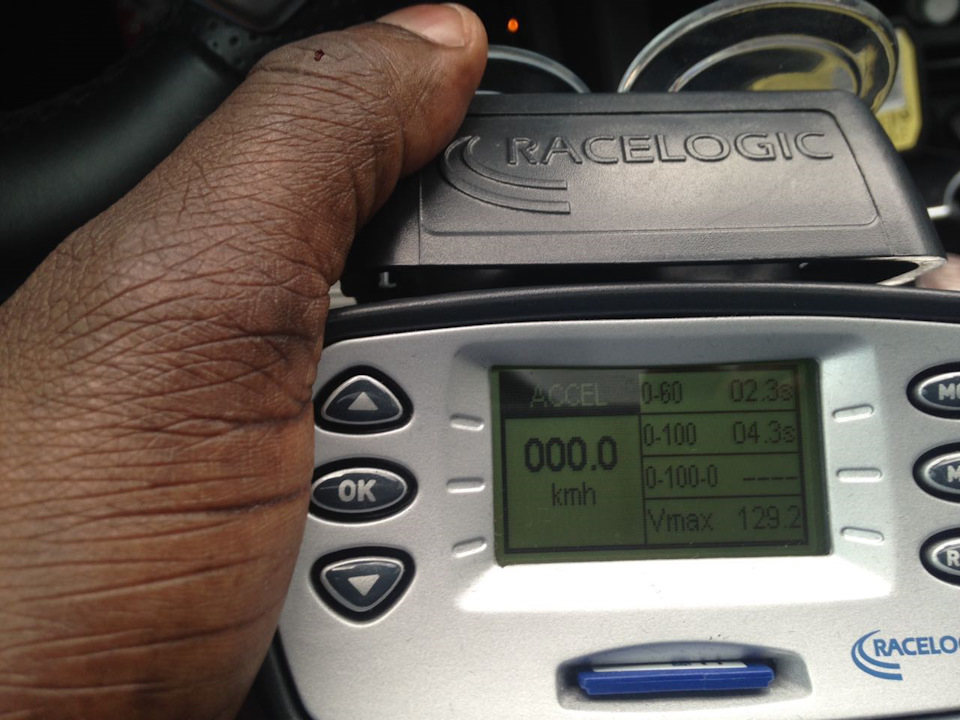 RACELOGIC
ACCEL
000.0
kmh
0-60 02.3s
0-100 04.3s
0-100-0 ----
Vmax 129.2
OK
RACELO